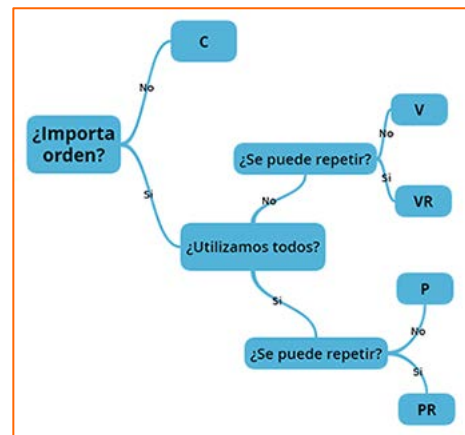 C
No
¿Importa
orden?
Si
V
No
¿Se puede repetir?
Si
VR
No
¿Utilizamos todos?
Si
P
No
¿Se puede repetir?
Si
PR